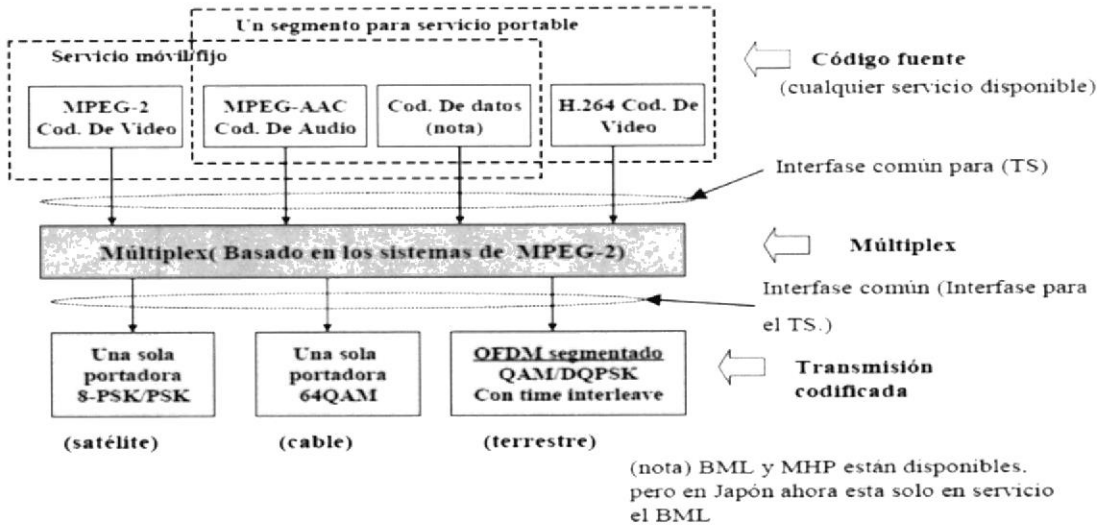 Un segmento para servicio portable
Servicio móvil/fijo
MPEG-2
Cod. De Video
MPEG-AAC
Cod. De Audio
Cod. De datos
(nota)
H.264 Cod. De
Video
Código fuente
(cualquier servicio disponible)
Interfase común para (TS)
Múltiplex( Basado en los sistemas de MPEG-2)
Múltiplex
Interfase común (Interfase para
el TS.)
Una sola
portadora
8-PSK/PSK
Una sola
portadora
64QAM
OFDM segmentado
QAM/DQPSK
Con time interleave
Transmisión
codificada
(satélite)
(cable)
(terrestre)
(nota) BML y MHP están disponibles.
pero en Japón ahora esta solo en servicio
el BML